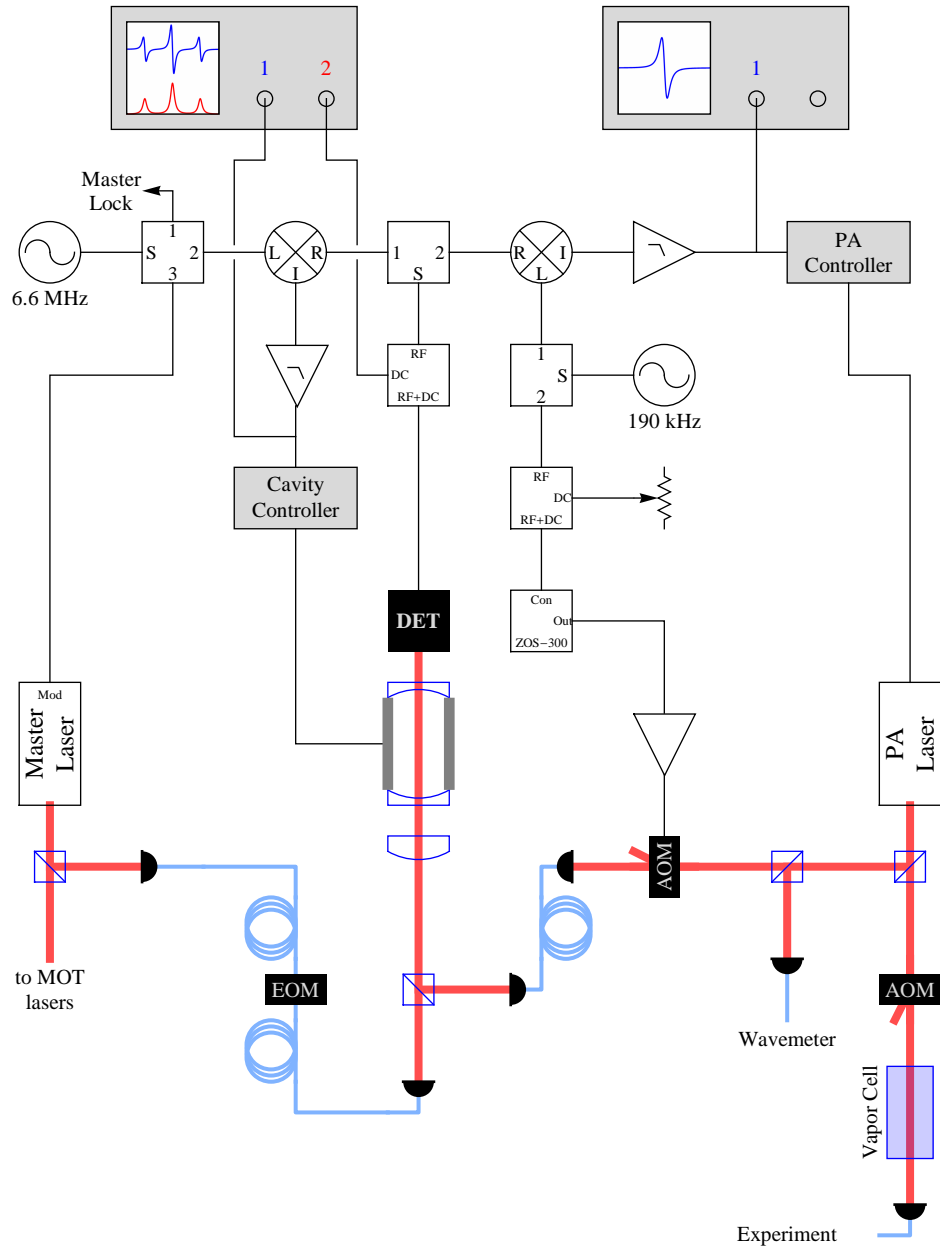 1
2
1
Master
Lock
6.6 MHz
S
1
2
3
L
R
I
1
2
S
R
I
L
PA
Controller
RF
DC
RF+DC
1
S
2
190 kHz
Cavity
Controller
RF
DC
RF+DC
DET
Con
Out
ZOS−300
Mod
Master
Laser
PA
Laser
AOM
to MOT
lasers
EOM
AOM
Wavemeter
Vapor Cell
Experiment